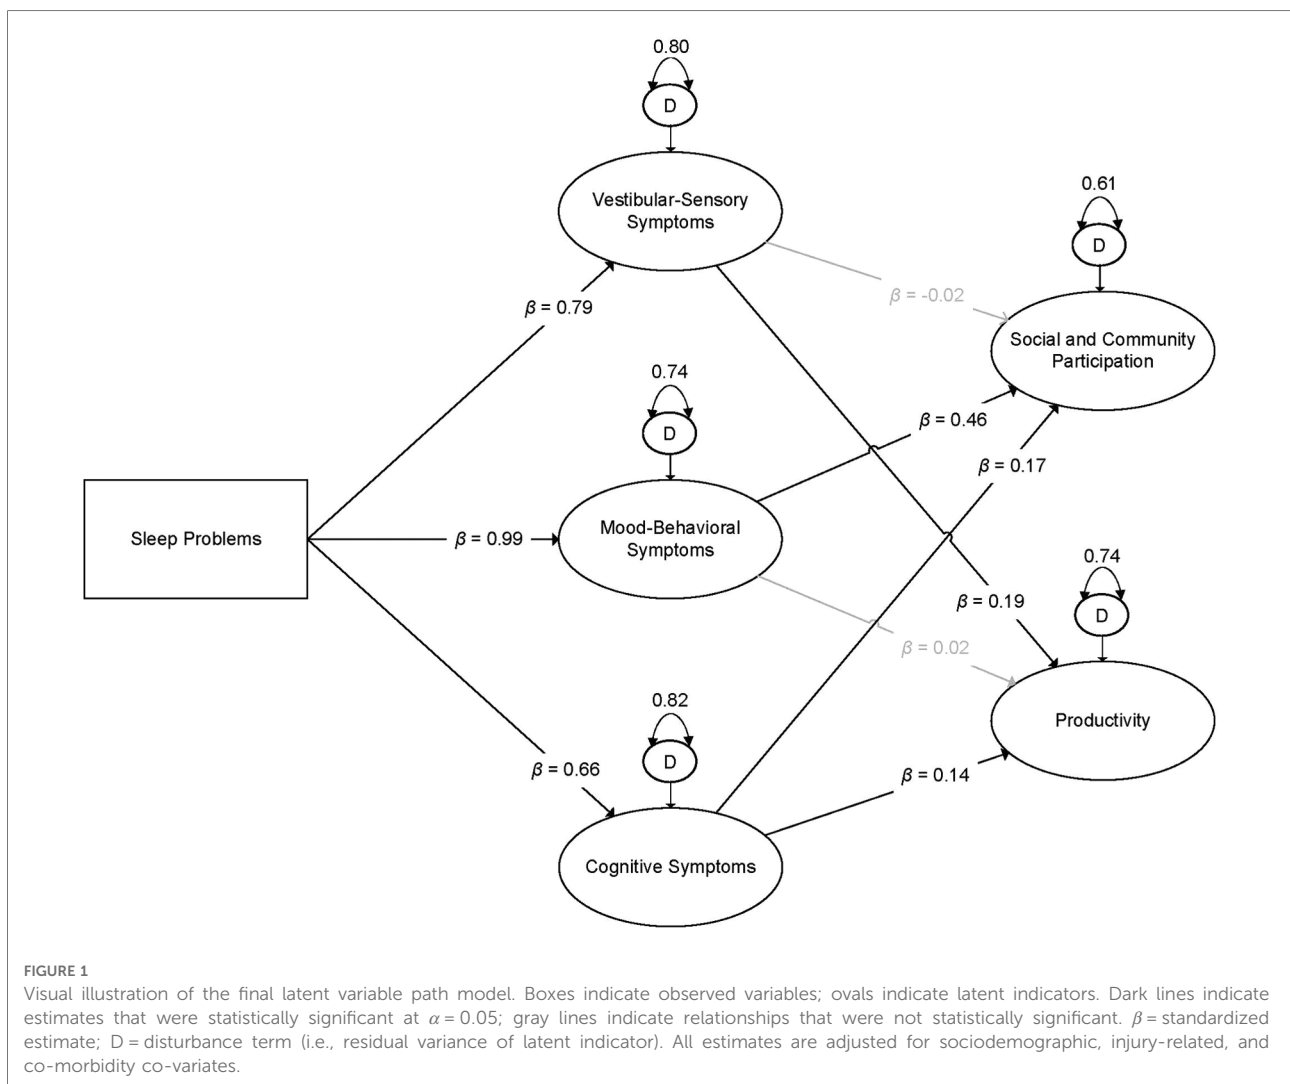 0.80
D
Vestibular-Sensory
Symptoms
0.61
D
β = -0.02
β = 0.79
Social and Community
Participation
0.74
D
β = 0.46
β = 0.17
Sleep Problems
β = 0.99
Mood-Behavioral
Symptoms
0.74
D
β = 0.19
β = 0.02
0.82
D
Productivity
β = 0.66
β = 0.14
Cognitive Symptoms
FIGURE 1
Visual illustration of the final latent variable path model. Boxes indicate observed variables; ovals indicate latent indicators. Dark lines indicate
estimates that were statistically significant at α = 0.05; gray lines indicate relationships that were not statistically significant. β = standardized
estimate; D = disturbance term (i.e., residual variance of latent indicator). All estimates are adjusted for sociodemographic, injury-related, and
co-morbidity co-variates.